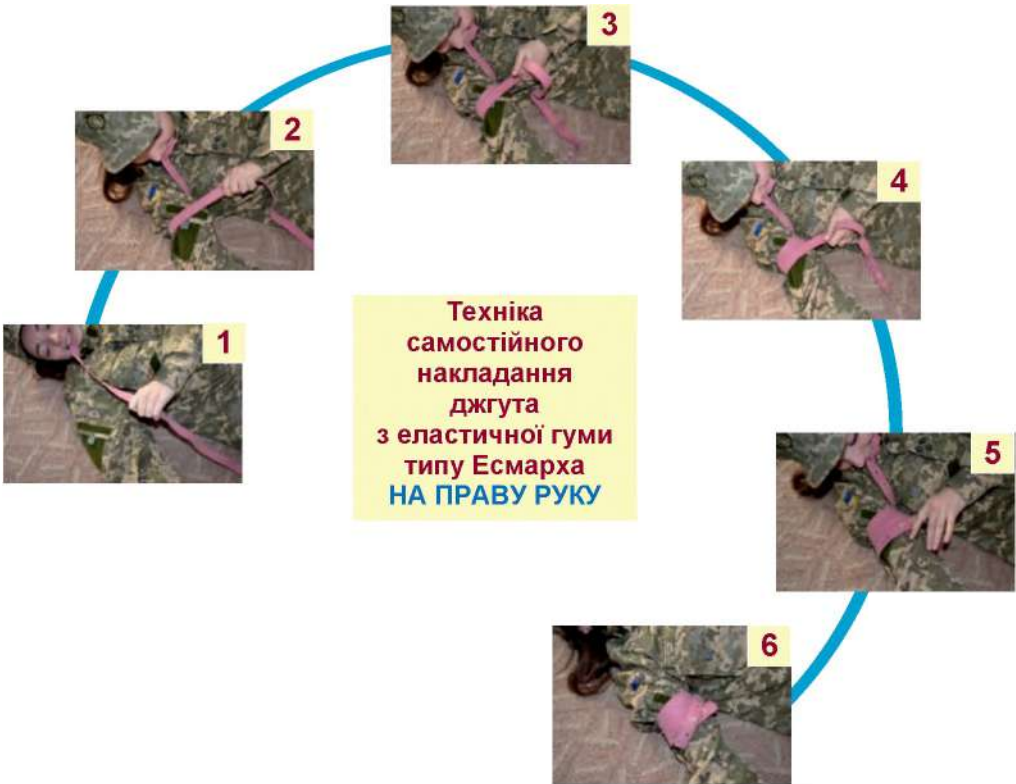 3
2
4
1
Техніка
самостійного
накладання
джгута
з еластичної гуми
типу Есмарха
НА ПРАВУ РУКУ
5
6